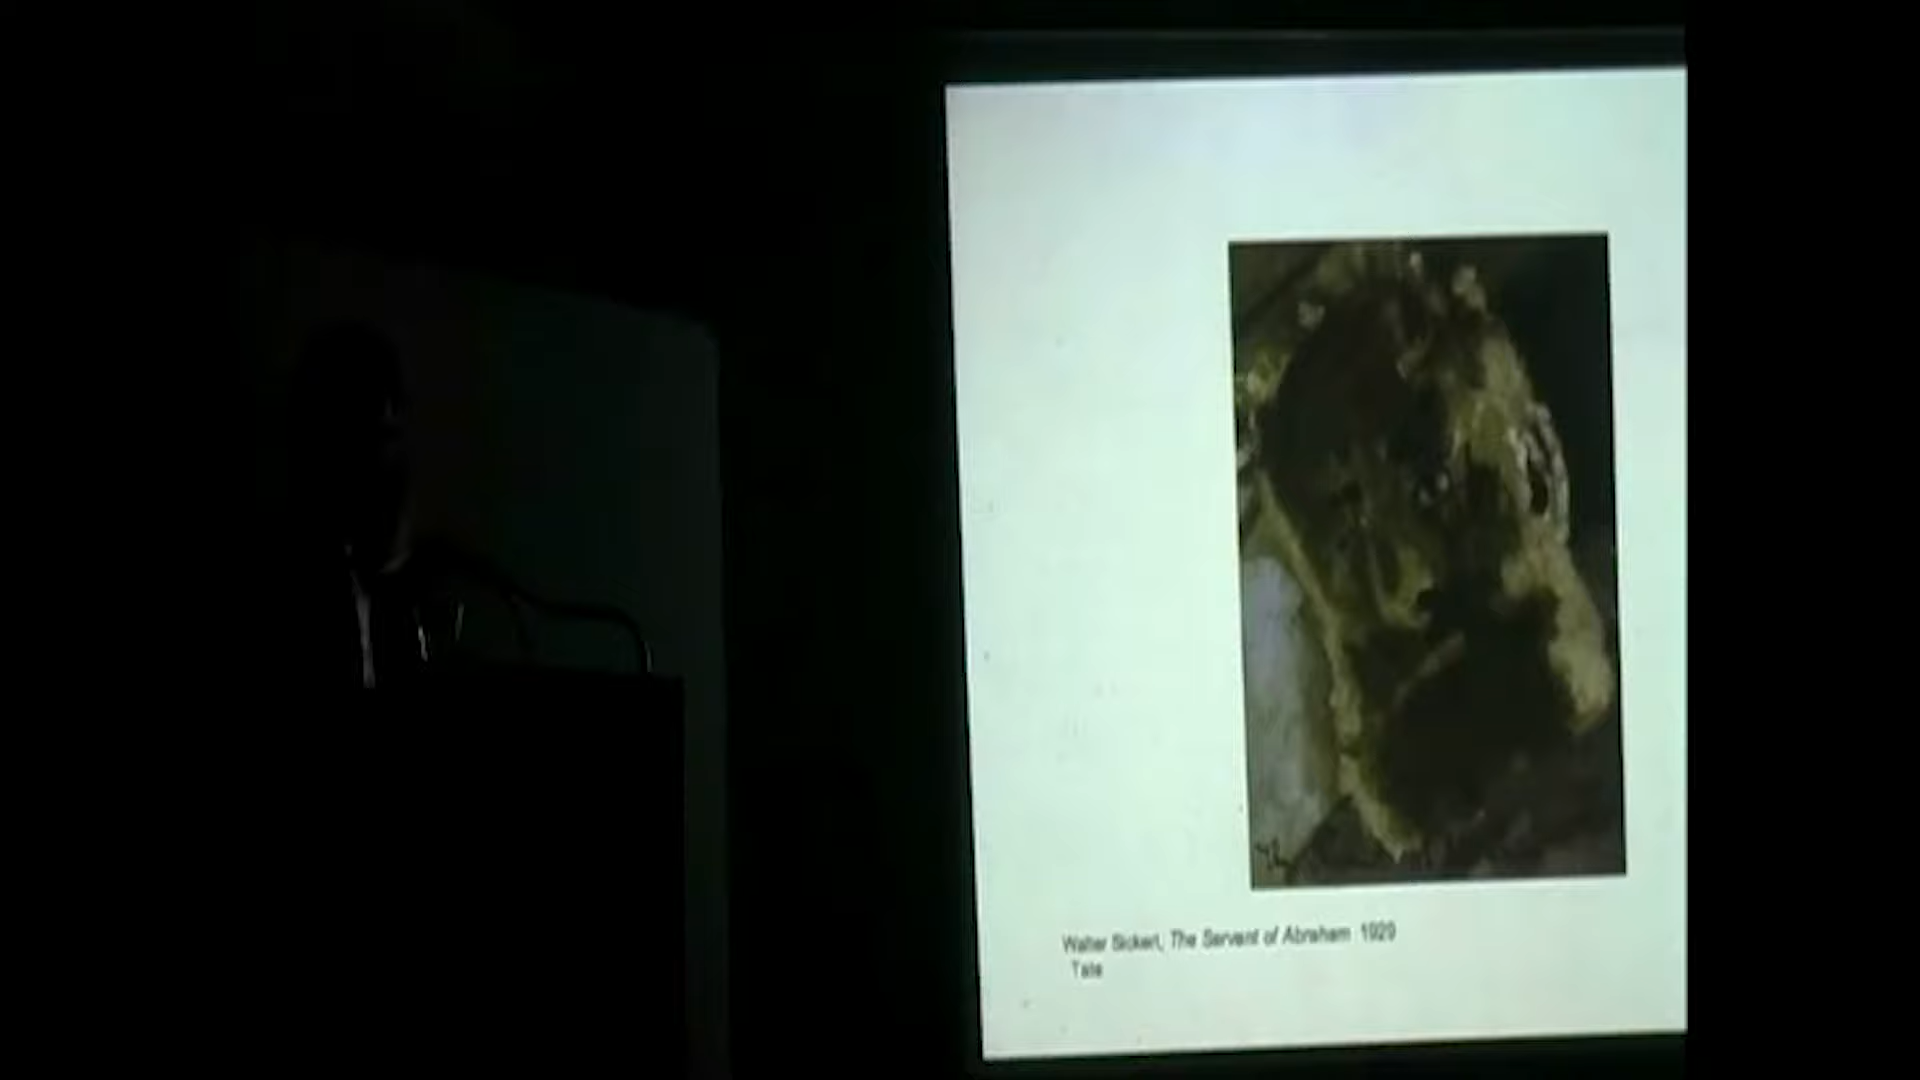 Walter Sickert, The Servant of Abraham 1929
Tate